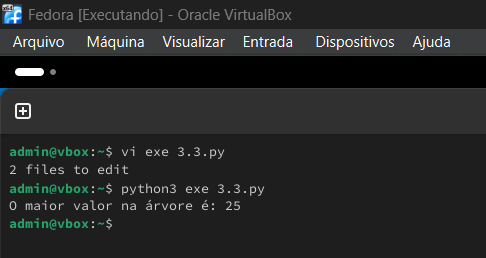 Fedora [Executando] - Oracle VirtualBox
Arquivo Máquina Visualizar Entrada Dispositivos Ajuda
admin@vbox:~$ vi exe 3.3.py
2 files to edit
admin@vbox:~$ python3 exe 3.3.py
O maior valor na árvore é: 25
admin@vbox:~$